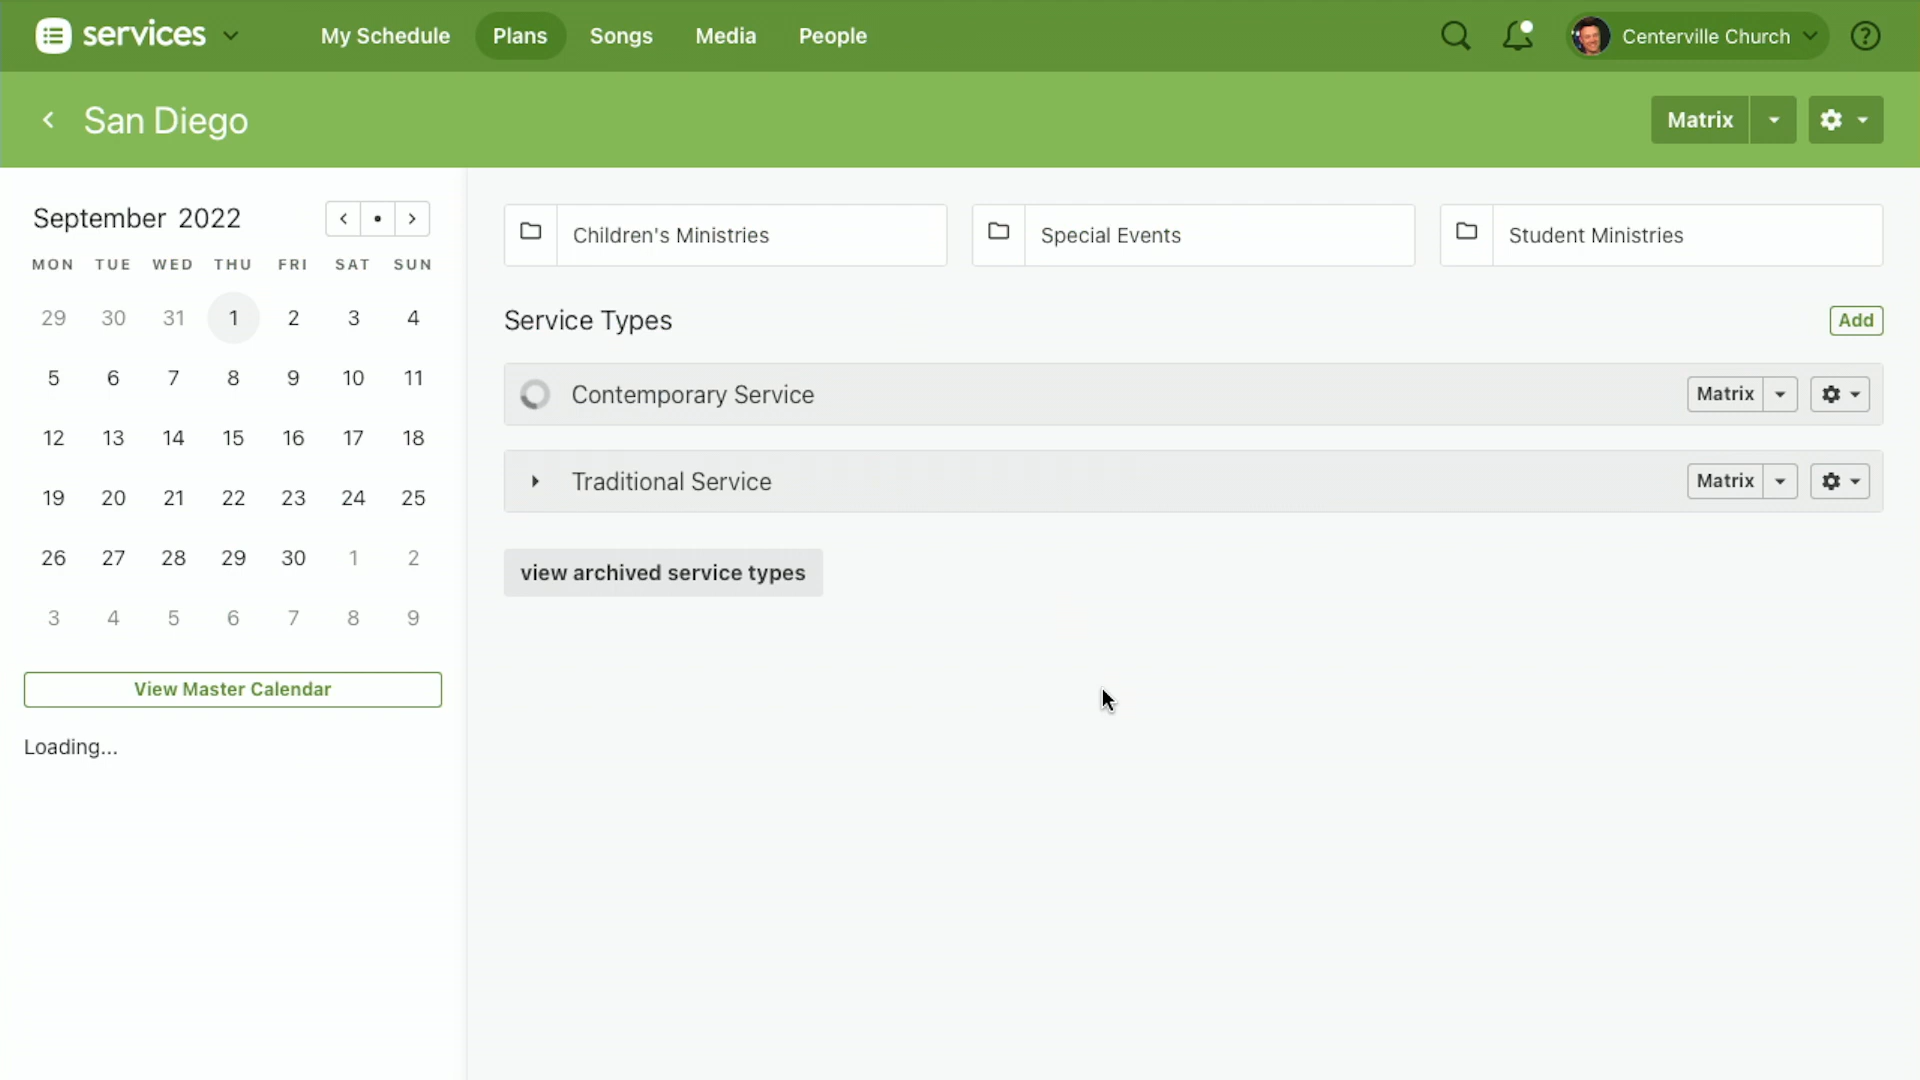 services
My Schedule
Plans
Songs
Media
People
Centerville Church
San Diego
Matrix
September 2022
MON TUE WED THU FRI SAT SUN
29 30 31 1 2 3 4
5 6 7 8 9 10 11
12 13 14 15 16 17 18
19 20 21 22 23 24 25
26 27 28 29 30 1 2
3 4 5 6 7 8 9
View Master Calendar
Loading...
Children's Ministries
Special Events
Student Ministries
Service Types
Add
Contemporary Service
Matrix
Traditional Service
Matrix
view archived service types